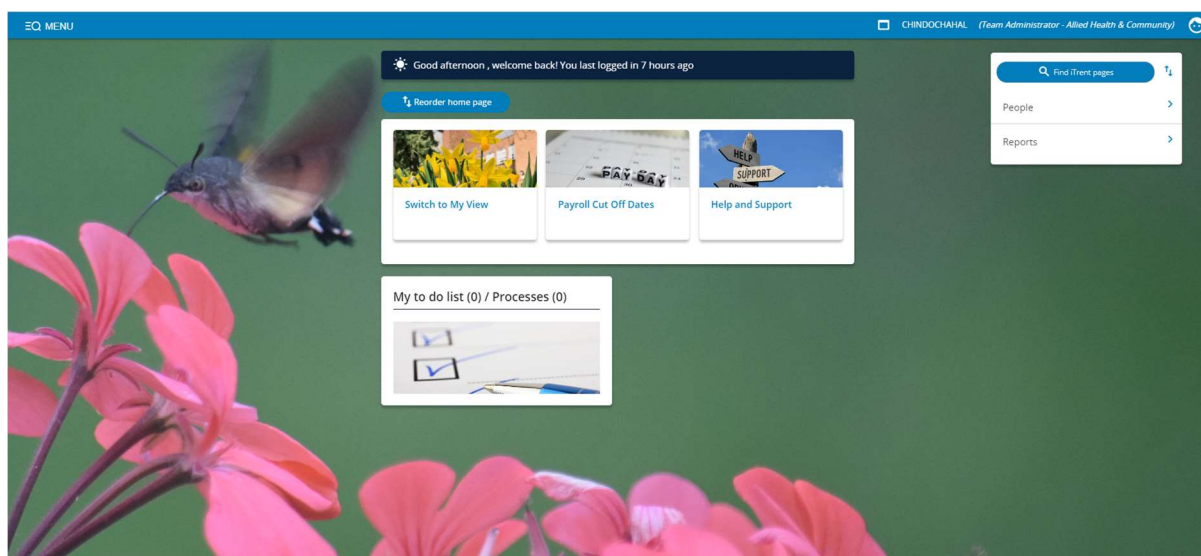 MENU
CHINDOCHAHAL (Team Administrator - Allied Health & Community)
Good afternoon , welcome back! You last logged in 7 hours ago
Find iTrent pages
Reorder home page
People
Reports
HELP
SUPPORT
PAY DAY
Switch to My View
Payroll Cut Off Dates
Help and Support
My to do list (0) / Processes (0)